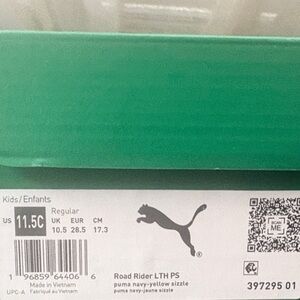 Kids/Enfants
Regular
US 11.5C UK EUR CM
10.5 28.5 17.3
Made in Vietnam
Fabriqué au Vietnam
UPC-A
1 96859 64406 6
®
Road Rider LTH PS
puma navy-yellow sizzle
puma navy-jaune sizzle
SCAN
ME
397295 01